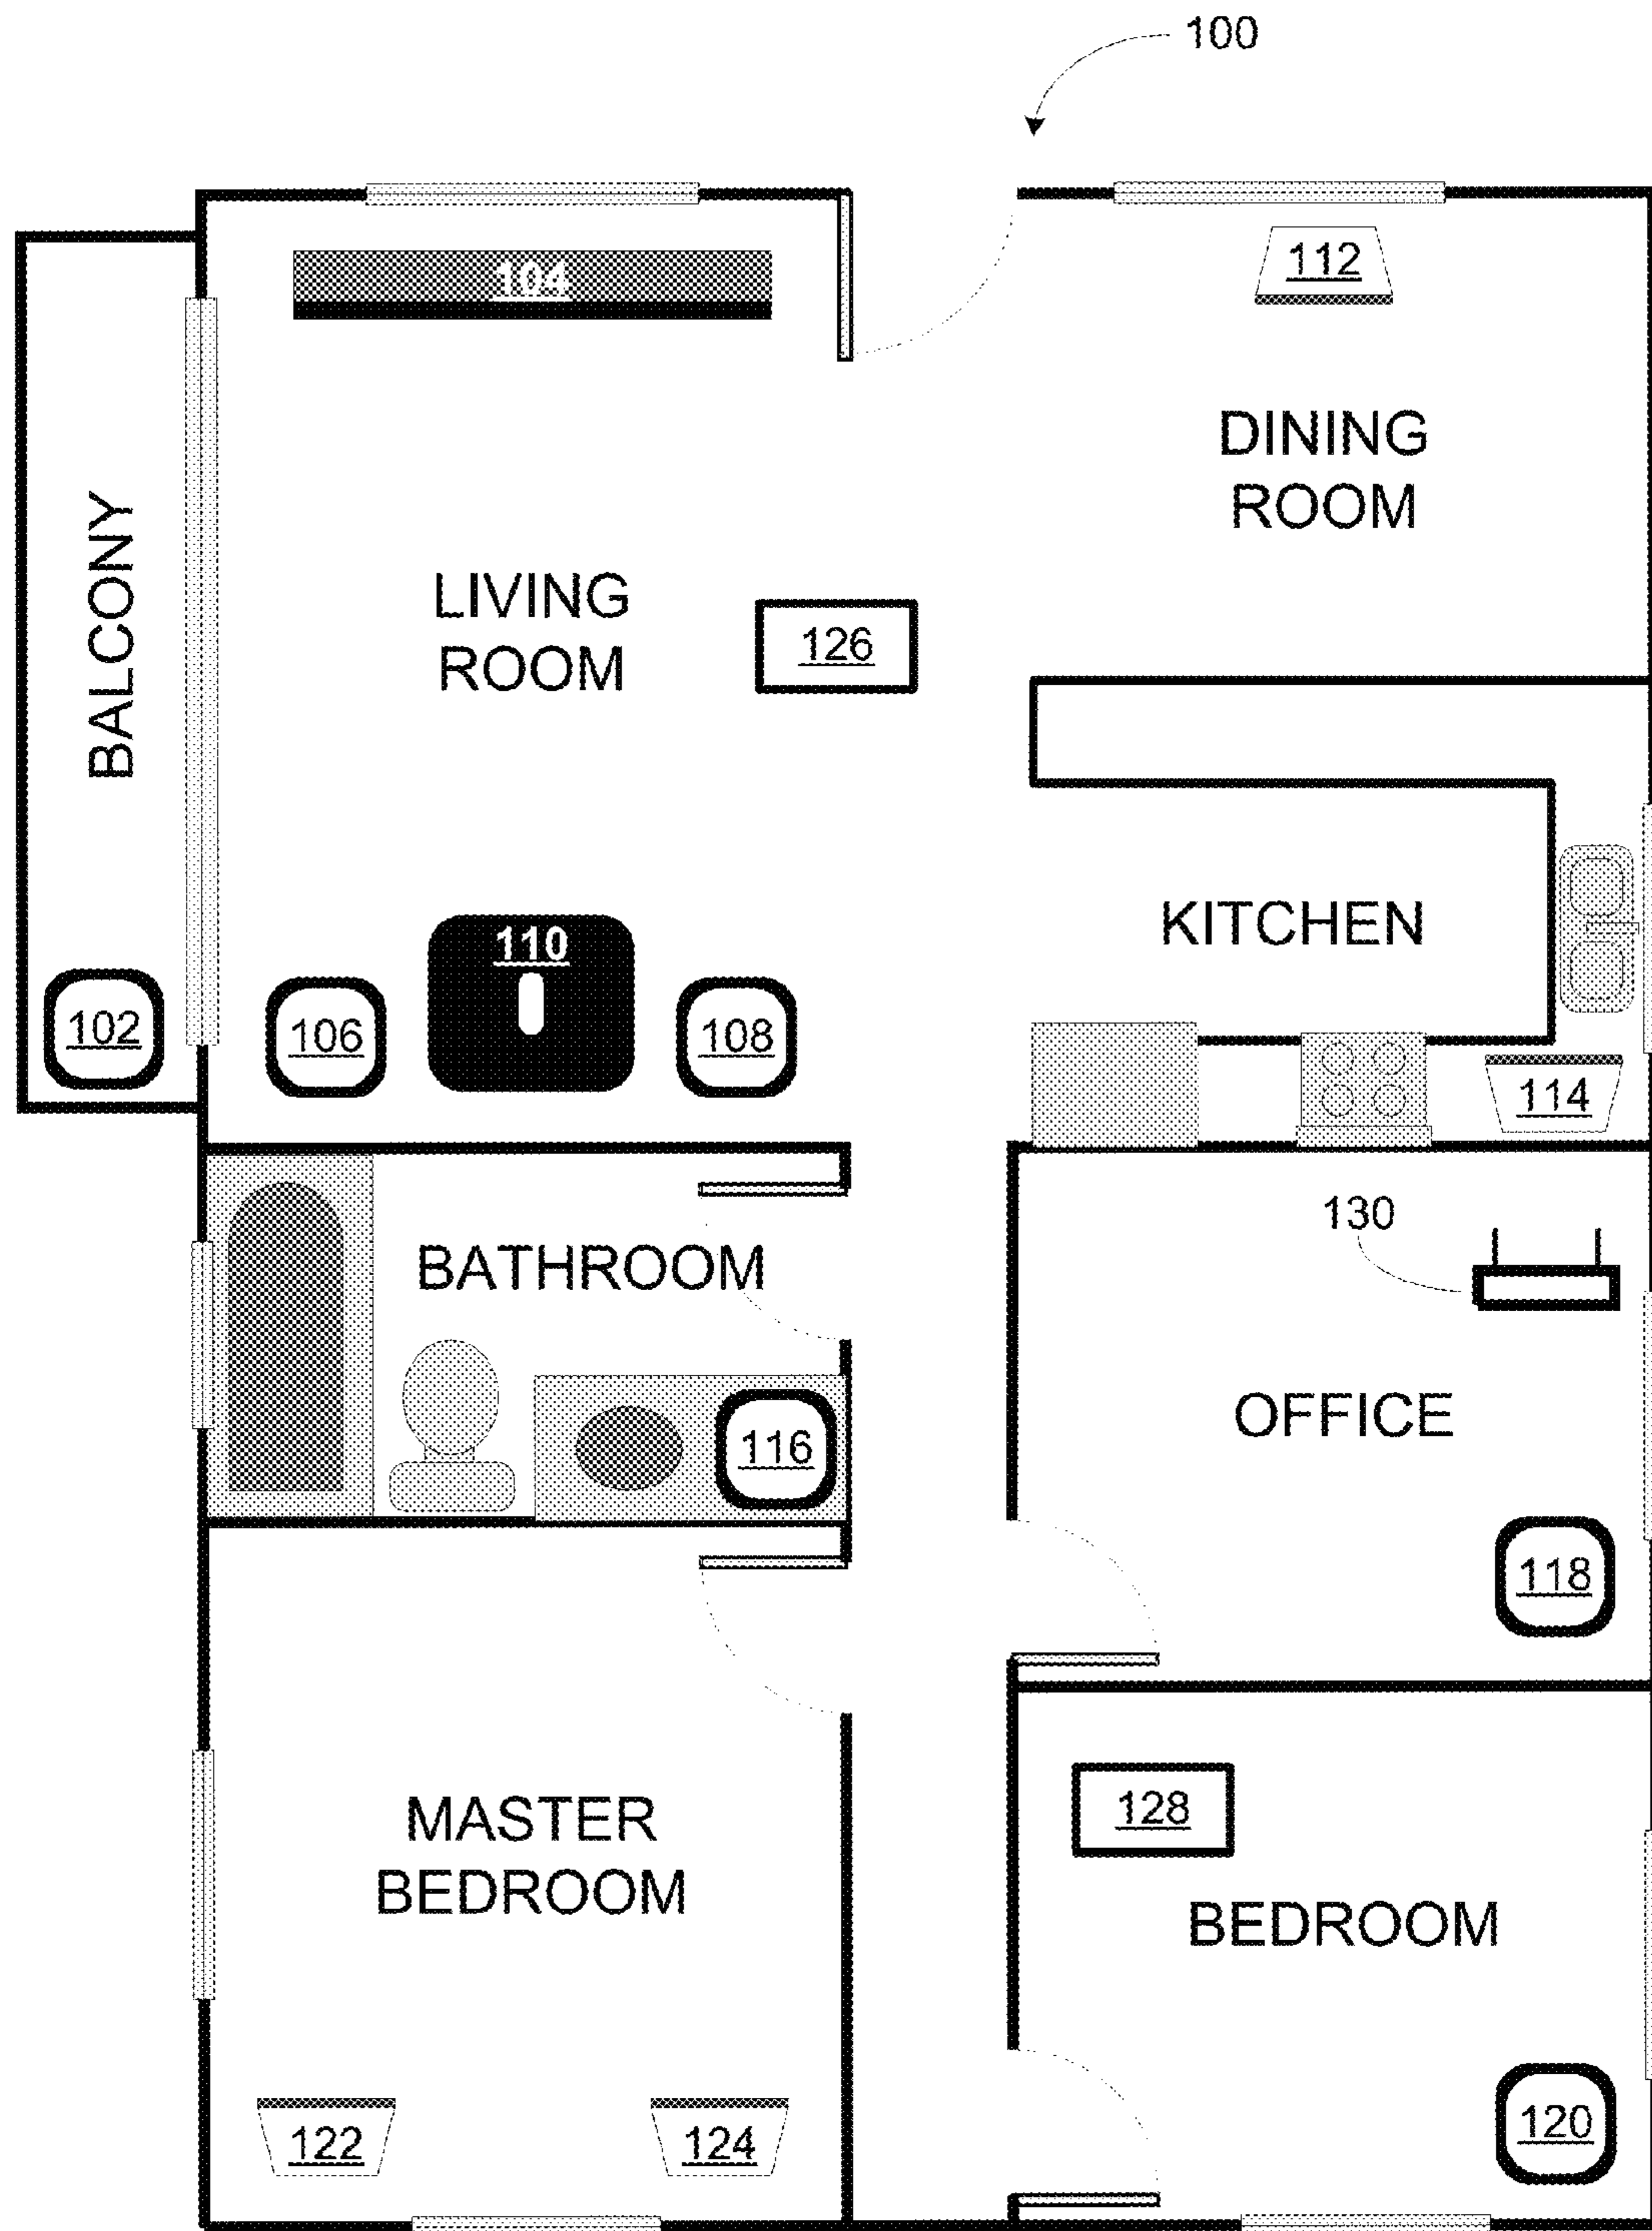 100
104
112
DINING
ROOM
BALCONY
LIVING
ROOM
126
KITCHEN
110
102
106
108
114
130
BATHROOM
OFFICE
116
118
MASTER
BEDROOM
128
BEDROOM
122
124
120